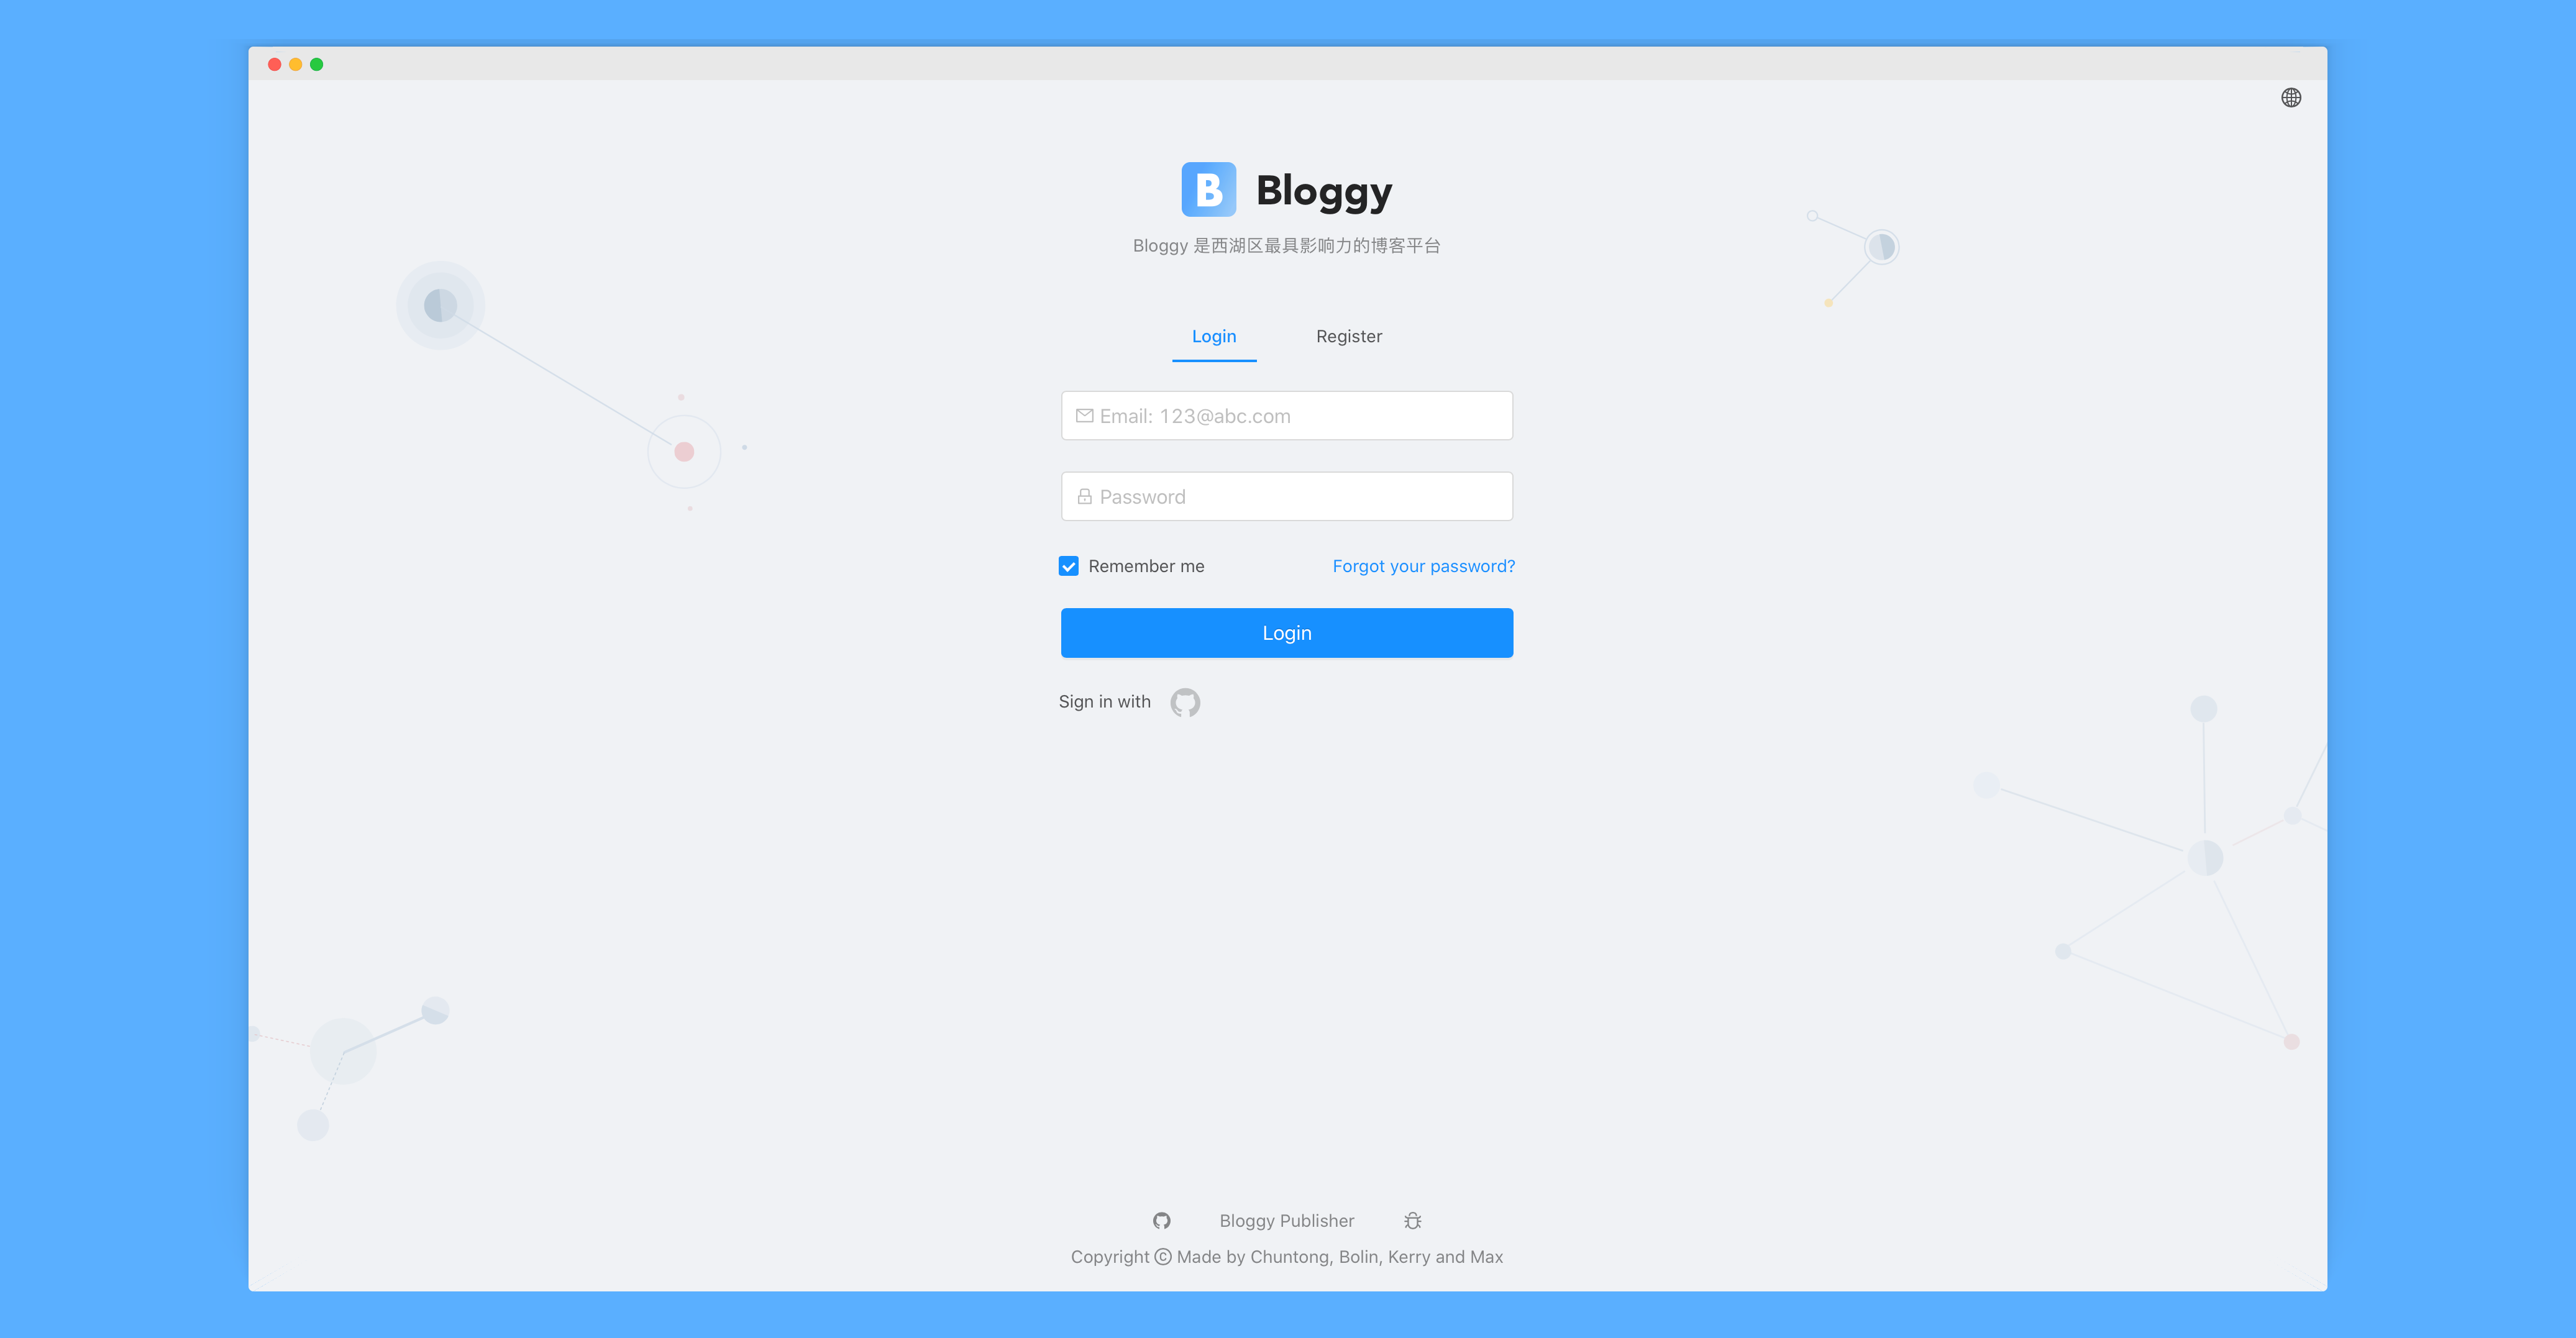 B Bloggy
Bloggy 是西湖区最具影响力的博客平台
Login Register
Email: 123@abc.com
Password
Remember me Forgot your password?
Login
Sign in with
Bloggy Publisher
Copyright © Made by Chuntong, Bolin, Kerry and Max